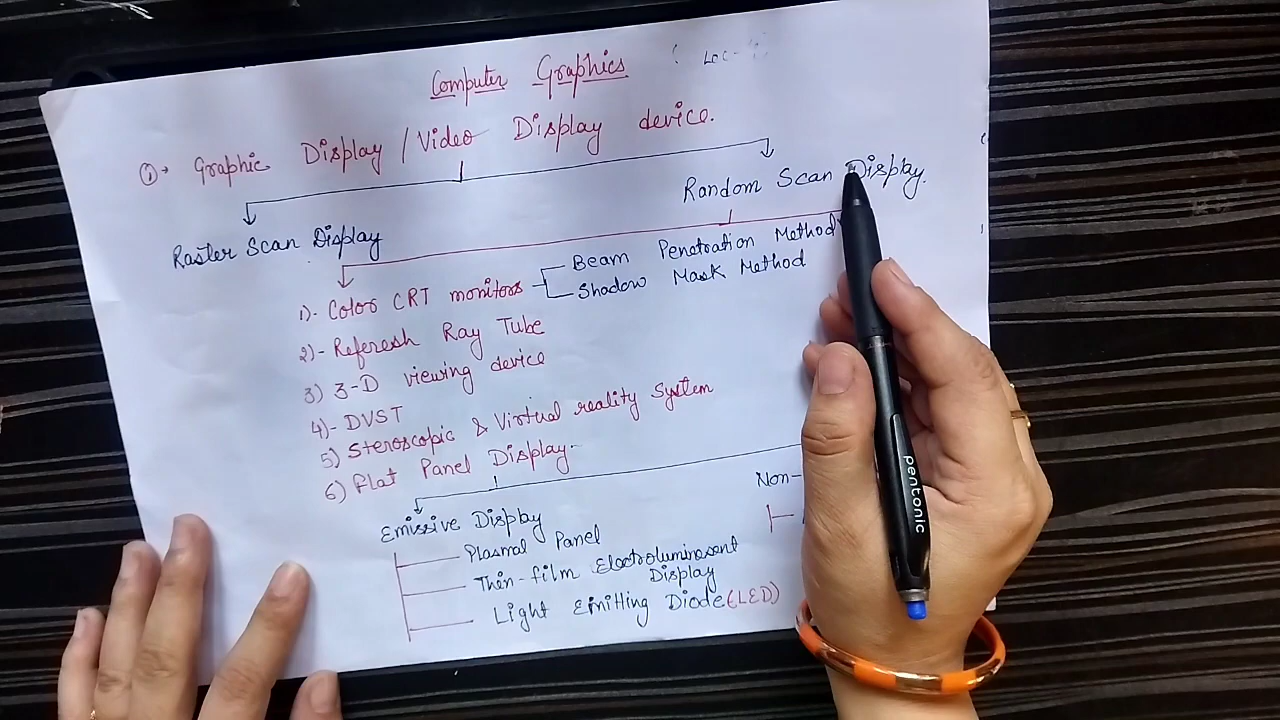 Computer Graphics
①→ Graphic Display / Video Display device.
Random Scan Display.
Raster Scan Display
1)- Color CRT monitors
Beam Penetration Method
Shadow Mask Method
2)- Referesh Ray Tube
3) 3-D viewing device
4)- DVST
5) Steroscopic & Virtual reality System
6) Flat Panel Display-
Emissive Display
Non-
Plasmal Panel
Thin-film Electroluminescent
Display
Light Emitting Diode (LED)
pentonic